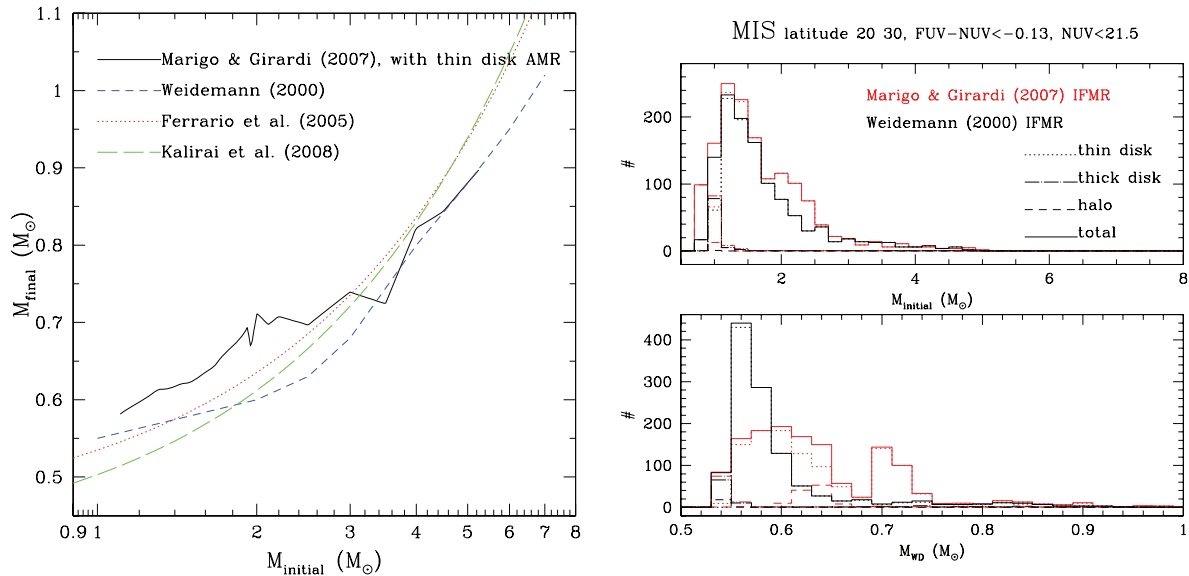 1.1
1
0.9
0.8
0.7
0.6
0.5
M_final (M_⊙)
Marigo & Girardi (2007), with thin disk AMR
Weidemann (2000)
Ferrario et al. (2005)
Kalirai et al. (2008)
0.9 1 2 3 4 5 6 7 8
M_initial (M_⊙)
MIS latitude 20 30, FUV-NUV<-0.13, NUV<21.5
200
100
0
#
Marigo & Girardi (2007) IFMR
Weidemann (2000) IFMR
thin disk
thick disk
halo
total
2 4 6 8
M_initial (M_⊙)
400
300
200
100
0
#
0.5 0.6 0.7 0.8 0.9 1
M_WD (M_⊙)